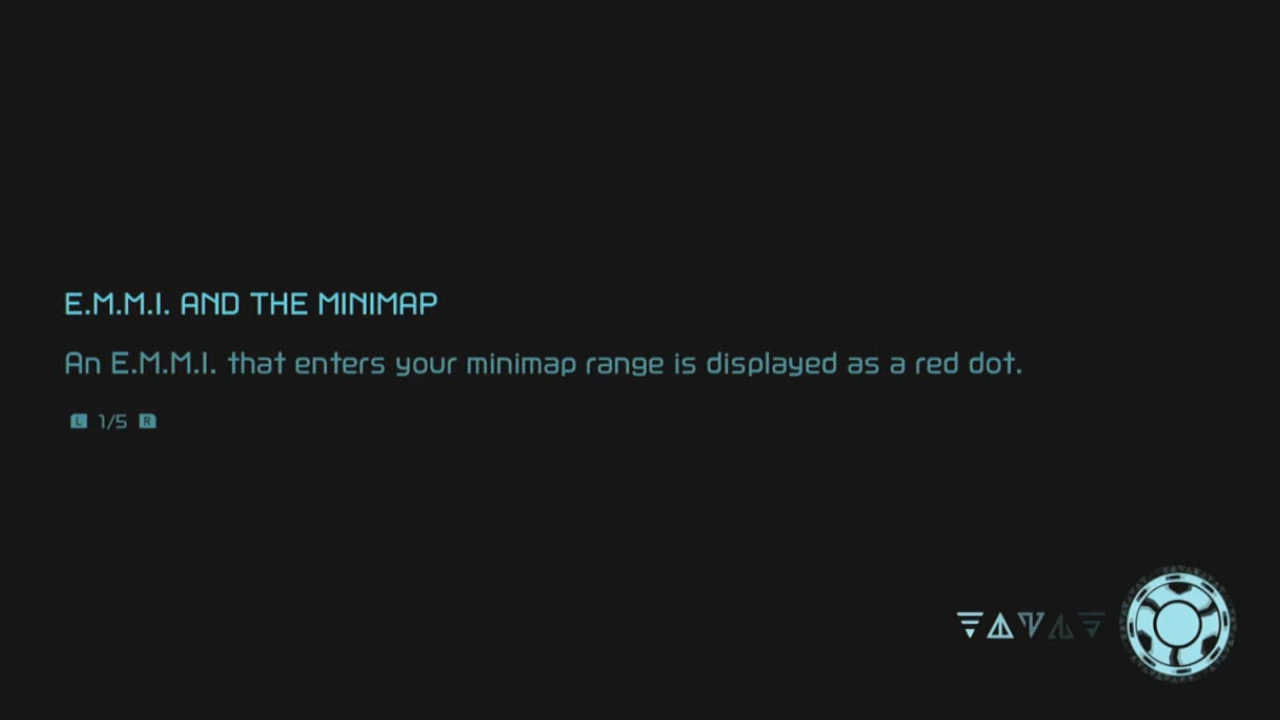 E.M.M.I. AND THE MINIMAP
An E.M.M.I. that enters your minimap range is displayed as a red dot.
L 1/5 R